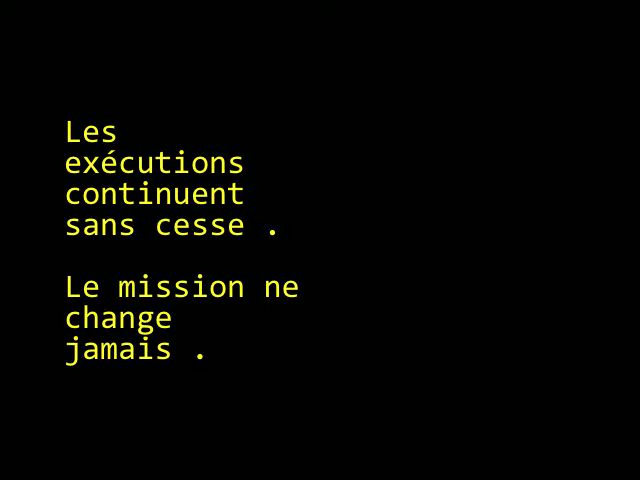 Les
exécutions
continuent
sans cesse .
Le mission ne
change
jamais .